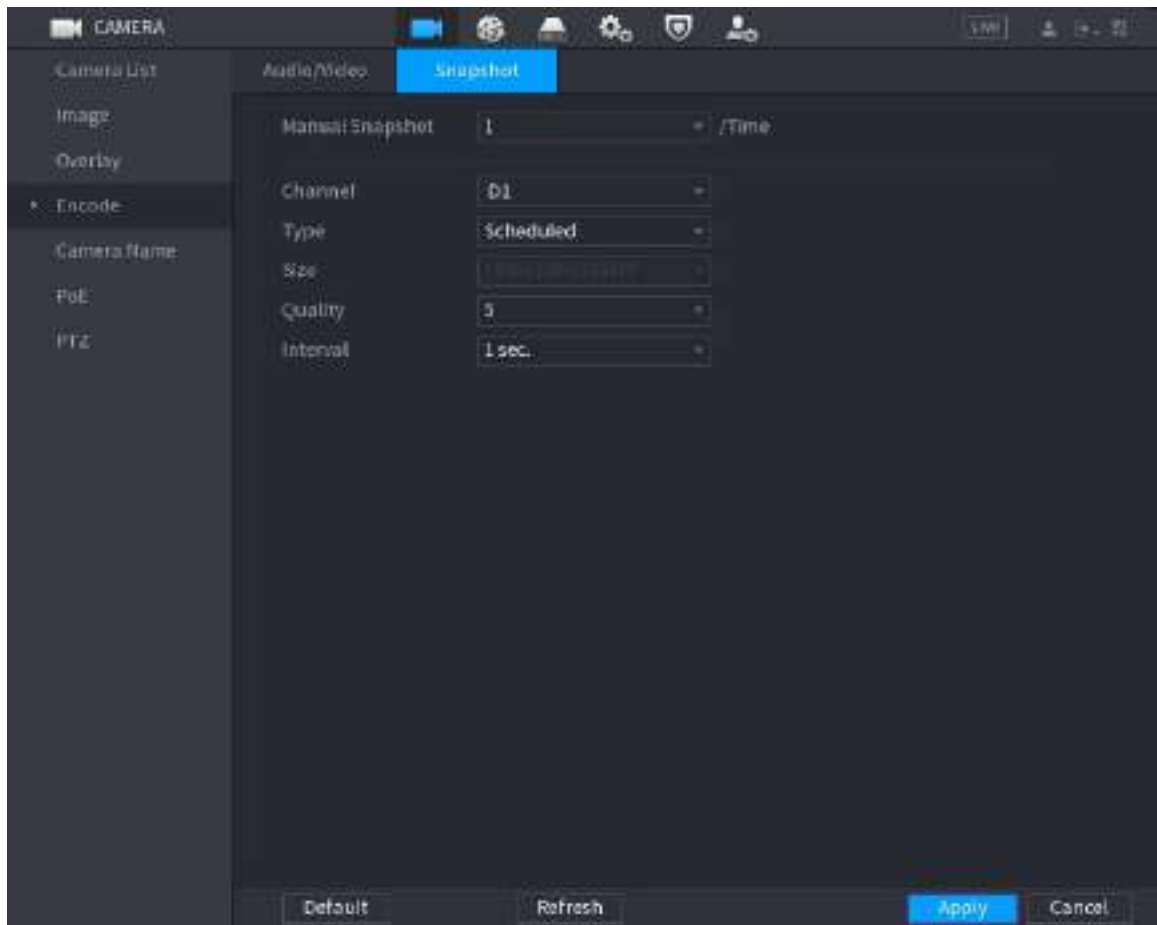 CAMERA LIVE
Camera List Audio/Video Snapshot
Image
Manual Snapshot 1 /Time
Overlay
Channel D1
Encode
Type Scheduled
Camera Name
Size
PoE
Quality 5
PTZ
Interval 1 sec.
Default Refresh Apply Cancel